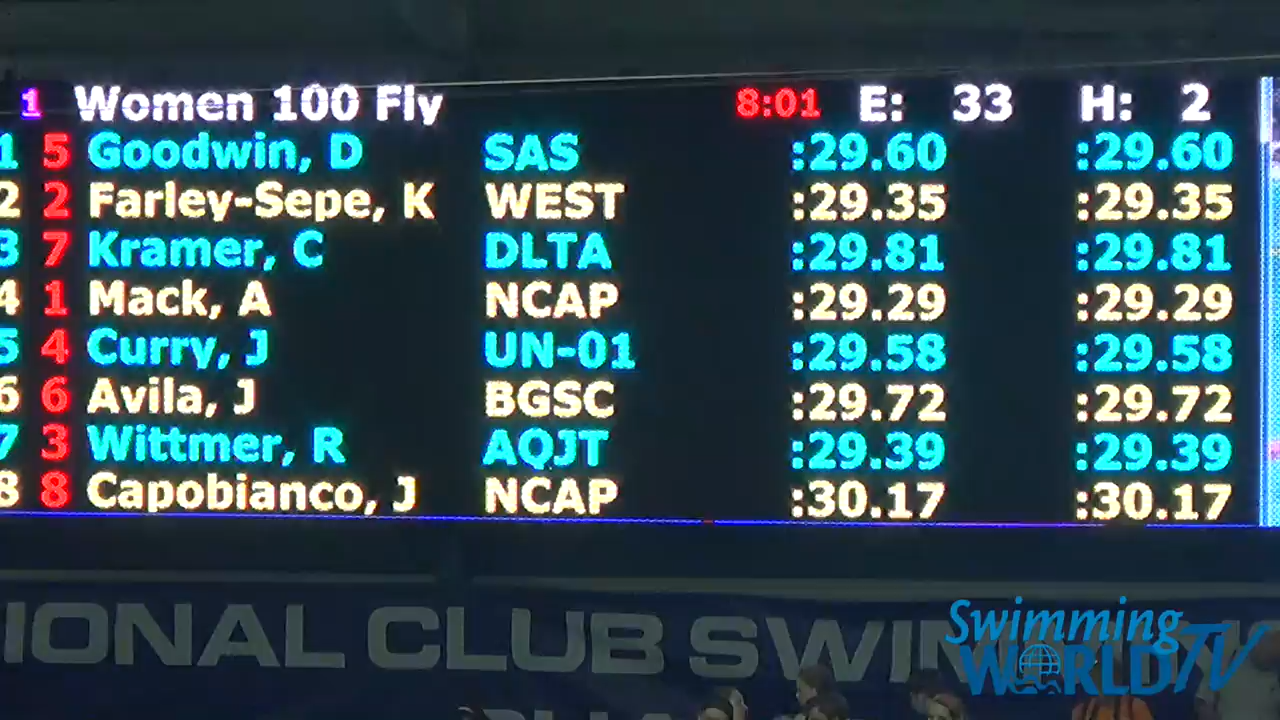 1 Women 100 Fly 8:01 E: 33 H: 2
1 5 Goodwin, D SAS :29.60 :29.60
2 2 Farley-Sepe, K WEST :29.35 :29.35
3 7 Kramer, C DLTA :29.81 :29.81
4 1 Mack, A NCAP :29.29 :29.29
5 4 Curry, J UN-01 :29.58 :29.58
6 6 Avila, J BGSC :29.72 :29.72
7 3 Wittmer, R AQJT :29.39 :29.39
8 8 Capobianco, J NCAP :30.17 :30.17
IONAL CLUB SWIM
Swimming
WORLD TV